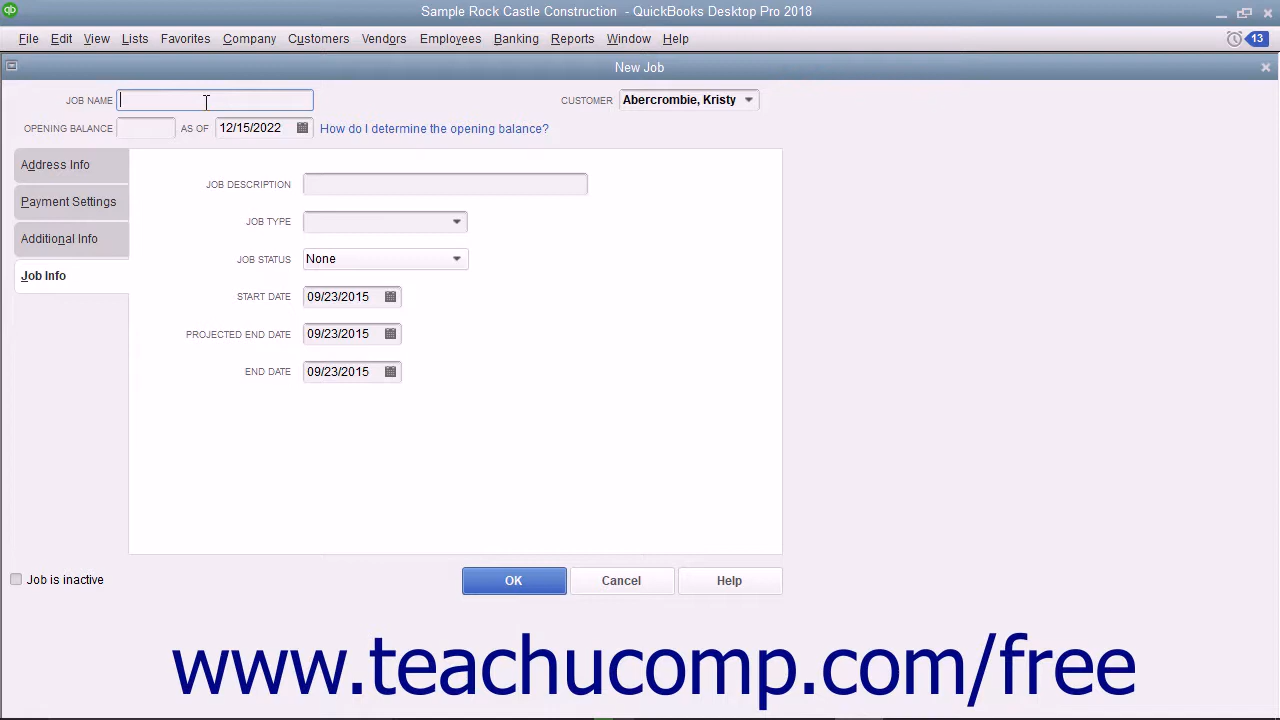 qb
Sample Rock Castle Construction - QuickBooks Desktop Pro 2018
File Edit View Lists Favorites Company Customers Vendors Employees Banking Reports Window Help
13
New Job
JOB NAME
CUSTOMER Abercrombie, Kristy
OPENING BALANCE AS OF 12/15/2022 How do I determine the opening balance?
Address Info
Payment Settings
Additional Info
Job Info
JOB DESCRIPTION
JOB TYPE
JOB STATUS None
START DATE 09/23/2015
PROJECTED END DATE 09/23/2015
END DATE 09/23/2015
Job is inactive
OK Cancel Help
www.teachucomp.com/free